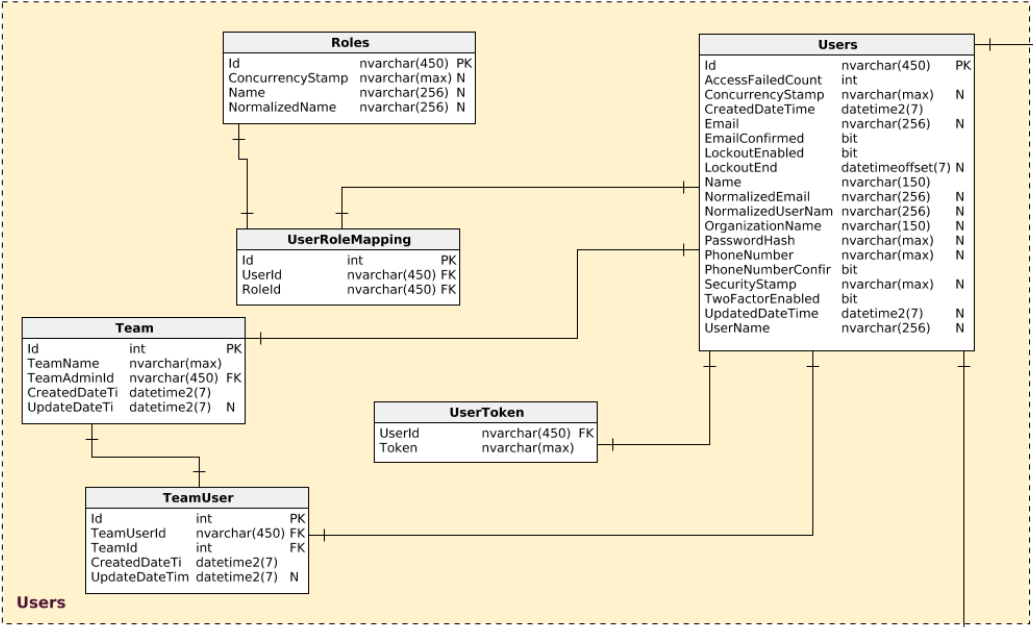 Roles
Id nvarchar(450) PK
ConcurrencyStamp nvarchar(max) N
Name nvarchar(256) N
NormalizedName nvarchar(256) N
Users
Id nvarchar(450) PK
AccessFailedCount int
ConcurrencyStamp nvarchar(max) N
CreatedDateTime datetime2(7)
Email nvarchar(256) N
EmailConfirmed bit
LockoutEnabled bit
LockoutEnd datetimeoffset(7) N
Name nvarchar(150)
NormalizedEmail nvarchar(256) N
NormalizedUserNam nvarchar(256) N
OrganizationName nvarchar(150) N
PasswordHash nvarchar(max) N
PhoneNumber nvarchar(max) N
PhoneNumberConfir bit
SecurityStamp nvarchar(max) N
TwoFactorEnabled bit
UpdatedDateTime datetime2(7) N
UserName nvarchar(256) N
UserRoleMapping
Id int PK
UserId nvarchar(450) FK
RoleId nvarchar(450) FK
Team
Id int PK
TeamName nvarchar(max)
TeamAdminId nvarchar(450) FK
CreatedDateTi datetime2(7)
UpdateDateTi datetime2(7) N
UserToken
UserId nvarchar(450) FK
Token nvarchar(max)
TeamUser
Id int PK
TeamUserId nvarchar(450) FK
TeamId int FK
CreatedDateTi datetime2(7)
UpdateDateTim datetime2(7) N
Users